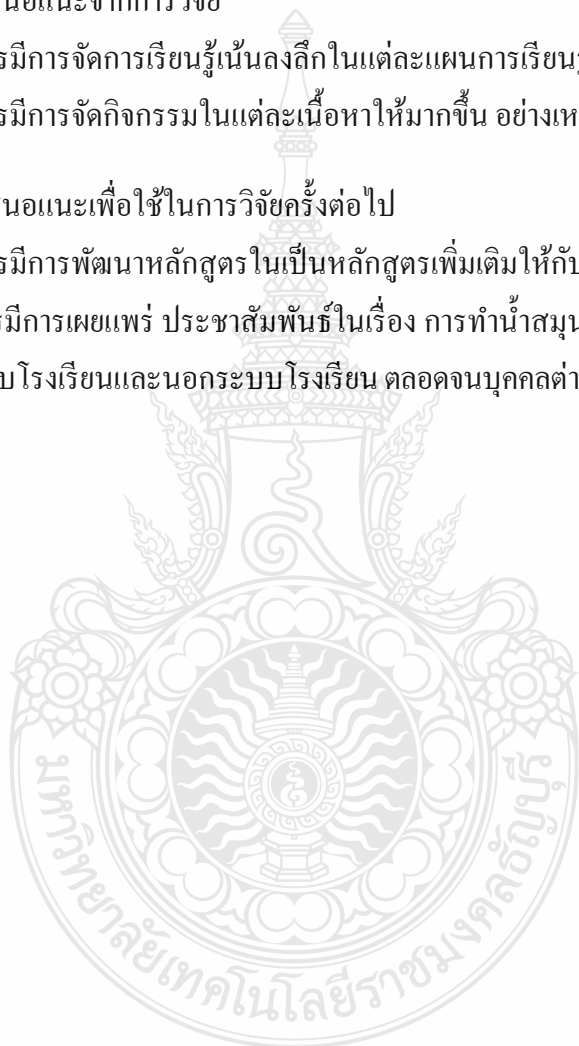 นอแนะจากการวิจัย
รมีการจัดการเรียนรู้เน้นลงลึกในแต่ละแผนการเรียนรู
รมีการจัดกิจกรรมในแต่ละเนื้อหาให้มากขึ้น อย่างเห
นอแนะเพื่อใช้ในการวิจัยครั้งต่อไป
รมีการพัฒนาหลักสูตรในเป็นหลักสูตรเพิ่มเติมให้กับ
รมีการเผยแพร่ ประชาสัมพันธ์ในเรื่อง การทำน้ำสมุน
บโรงเรียนและนอกระบบโรงเรียน ตลอดจนบุคคลต่า
มหาวิทยาลัยเทคโนโลยีราชมงคลธัญบุรี